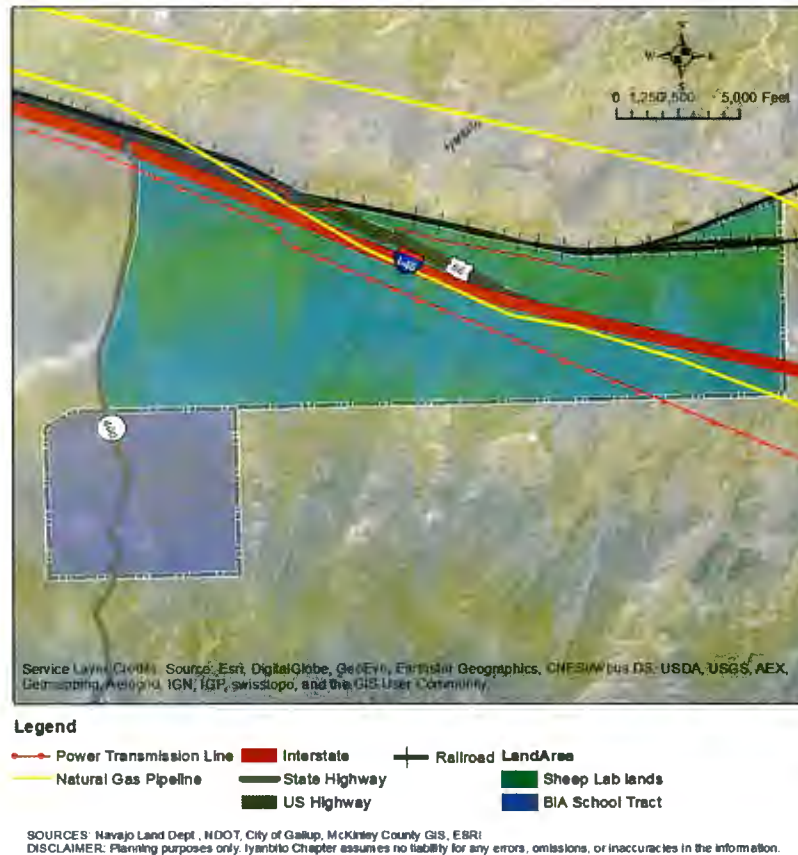 N
W E
S
0 1,250 2,500 5,000 Feet
I-40
66
400
Service Layer Credits: Source: Esri, DigitalGlobe, GeoEye, Earthstar Geographics, CNES/Airbus DS, USDA, USGS, AEX,
Getmapping, Aerogrid, IGN, IGP, swisstopo, and the GIS User Community
Legend
Power Transmission Line Interstate Railroad LandArea
Natural Gas Pipeline State Highway Sheep Lab lands
US Highway BIA School Tract
SOURCES: Navajo Land Dept , NDOT, City of Gallup, McKinley County GIS, ESRI
DISCLAIMER: Planning purposes only. Iyanbito Chapter assumes no liability for any errors, omissions, or inaccuracies in the information.